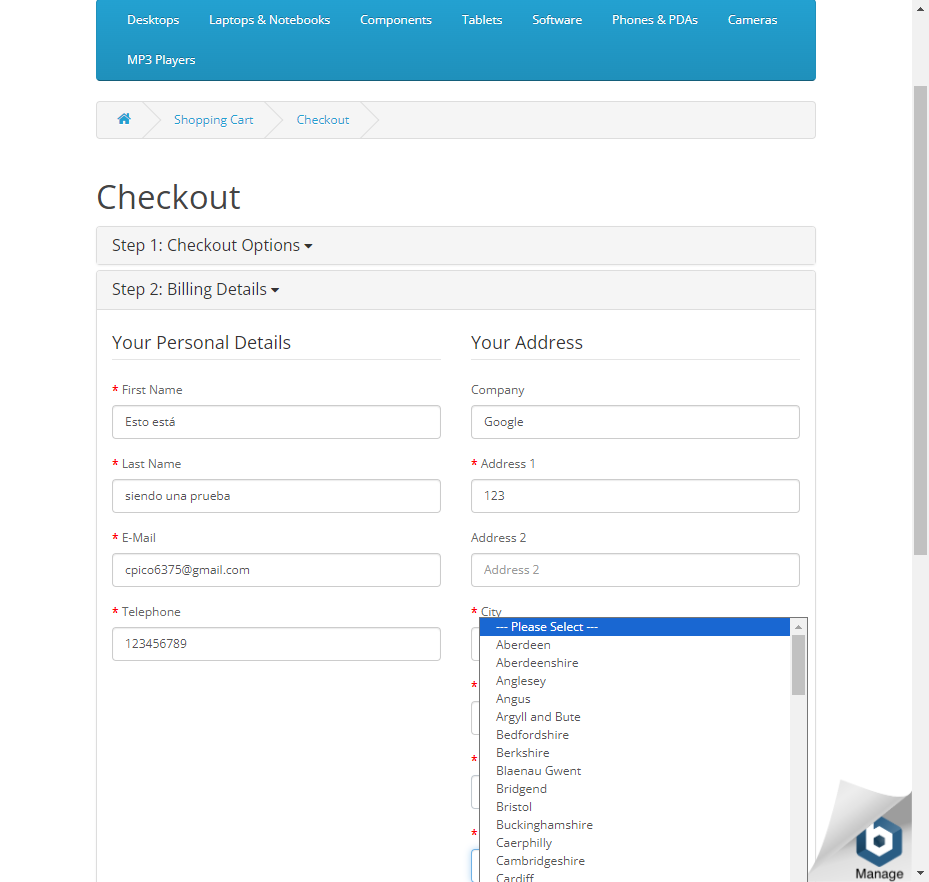 Desktops Laptops & Notebooks Components Tablets Software Phones & PDAs Cameras
MP3 Players
Shopping Cart Checkout
Checkout
Step 1: Checkout Options
Step 2: Billing Details
Your Personal Details
* First Name
Esto está
* Last Name
siendo una prueba
* E-Mail
cpico6375@gmail.com
* Telephone
123456789
Your Address
Company
Google
* Address 1
123
Address 2
Address 2
* City
*
*
*
--- Please Select ---
Aberdeen
Aberdeenshire
Anglesey
Angus
Argyll and Bute
Bedfordshire
Berkshire
Blaenau Gwent
Bridgend
Bristol
Buckinghamshire
Caerphilly
Cambridgeshire
Cardiff
b
Manage